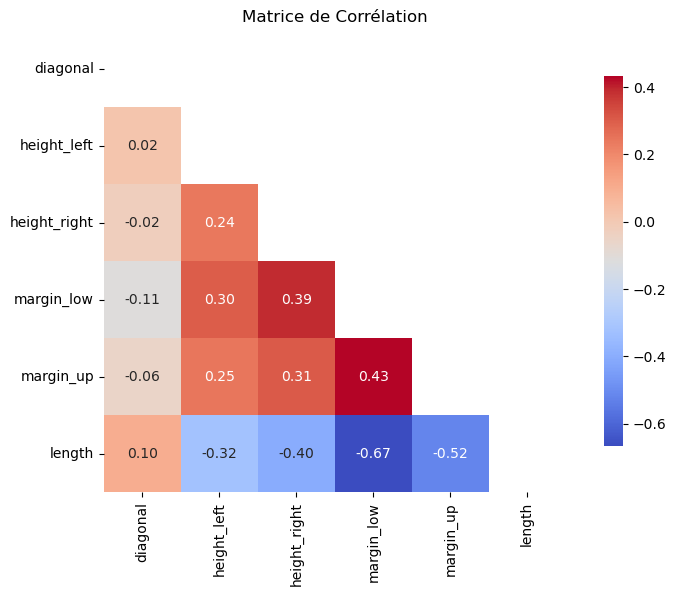 Matrice de Corrélation
diagonal
height_left
0.02
height_right
-0.02 0.24
margin_low
-0.11 0.30 0.39
margin_up
-0.06 0.25 0.31 0.43
length
0.10 -0.32 -0.40 -0.67 -0.52
diagonal
height_left
height_right
margin_low
margin_up
length
0.4
0.2
0.0
−0.2
−0.4
−0.6